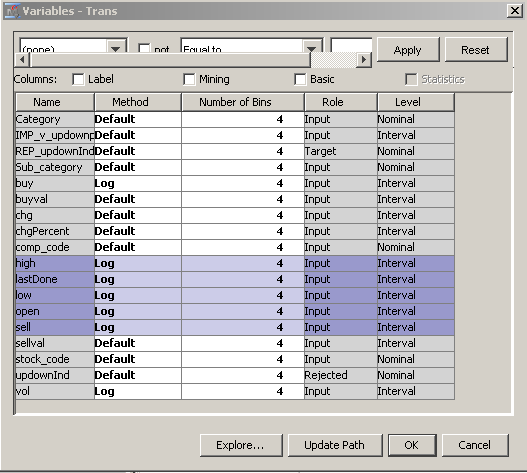 Variables - Trans
(none) not Equal to Apply Reset
Columns: Label Mining Basic Statistics
Name Method Number of Bins Role Level
Category Default 4 Input Nominal
IMP_v_updownp Default 4 Input Interval
REP_updownInd Default 4 Target Nominal
Sub_category Default 4 Input Nominal
buy Log 4 Input Interval
buyval Default 4 Input Interval
chg Default 4 Input Interval
chgPercent Default 4 Input Interval
comp_code Default 4 Input Nominal
high Log 4 Input Interval
lastDone Log 4 Input Interval
low Log 4 Input Interval
open Log 4 Input Interval
sell Log 4 Input Interval
sellval Default 4 Input Interval
stock_code Default 4 Input Nominal
updownInd Default 4 Rejected Nominal
vol Log 4 Input Interval
Explore... Update Path OK Cancel